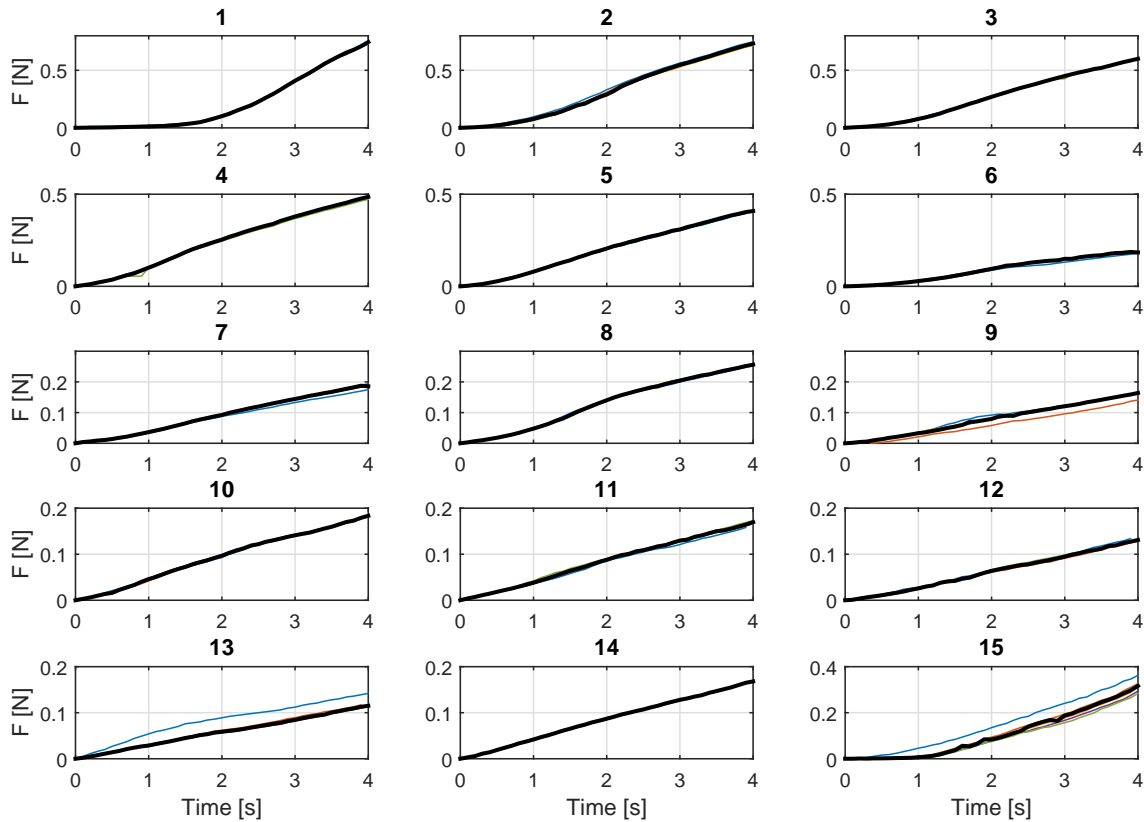 1 2 3
F [N] 0.5 0 0.5 0 0.5 0
0 1 2 3 4 0 1 2 3 4 0 1 2 3 4
4 5 6
F [N] 0.5 0 0.5 0 0.5 0
0 1 2 3 4 0 1 2 3 4 0 1 2 3 4
7 8 9
F [N] 0.2 0.1 0 0.2 0.1 0 0.2 0.1 0
0 1 2 3 4 0 1 2 3 4 0 1 2 3 4
10 11 12
F [N] 0.2 0.1 0 0.2 0.1 0 0.2 0.1 0
0 1 2 3 4 0 1 2 3 4 0 1 2 3 4
13 14 15
F [N] 0.2 0.1 0 0.2 0.1 0 0.4 0.2 0
0 1 2 3 4 0 1 2 3 4 0 1 2 3 4
Time [s] Time [s] Time [s]